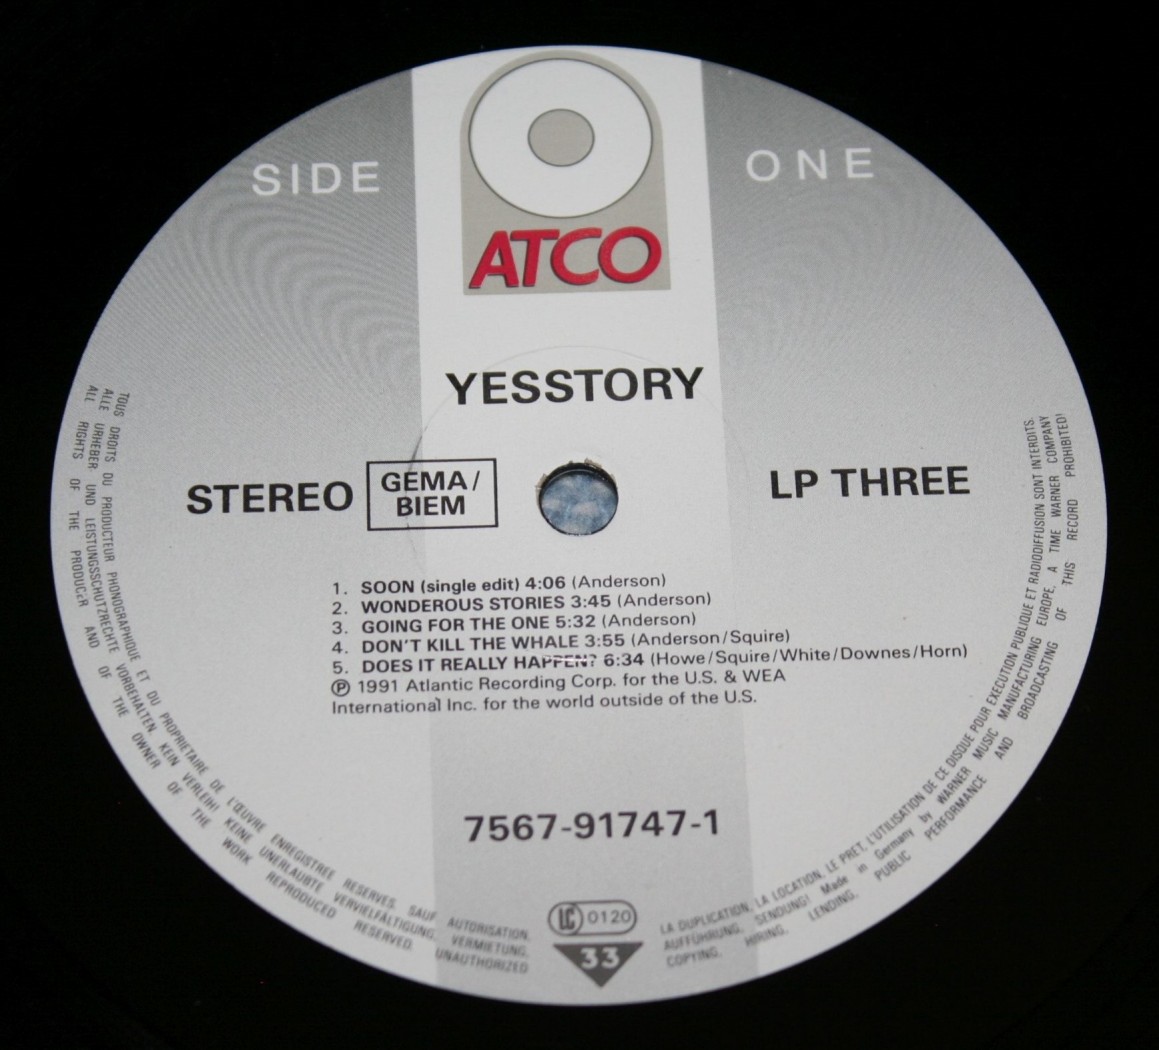 SIDE ONE
ATCO
YESSTORY
STEREO
GEMA/
BIEM
LP THREE
1. SOON (single edit) 4:06 (Anderson)
2. WONDEROUS STORIES 3:45 (Anderson)
3. GOING FOR THE ONE 5:32 (Anderson)
4. DON'T KILL THE WHALE 3:55 (Anderson/Squire)
5. DOES IT REALLY HAPPEN? 6:34 (Howe/Squire/White/Downes/Horn)
Ⓟ 1991 Atlantic Recording Corp. for the U.S. & WEA
International Inc. for the world outside of the U.S.
7567-91747-1
LC 0120
33
TOUS DROITS DU PRODUCTEUR PHONOGRAPHIQUE ET DU PROPRIETAIRE DE L'ŒUVRE ENREGISTREE RESERVES. SAUF AUTORISATION, LA DUPLICATION, LA LOCATION, LE PRET, L'UTILISATION DE CE DISQUE POUR EXECUTION PUBLIQUE ET RADIODIFFUSION SONT INTERDITS.
ALLE URHEBER UND LEISTUNGSSCHUTZRECHTE VORBEHALTEN. KEIN VERLEIH! KEINE UNERLAUBTE VERVIELFÄLTIGUNG, VERMIETUNG, AUFFÜHRUNG, SENDUNG! Made in Germany by WARNER MUSIC MANUFACTURING EUROPE, A TIME WARNER COMPANY
ALL RIGHTS OF THE PRODUCER AND OF THE OWNER OF THE WORK REPRODUCED RESERVED. UNAUTHORIZED COPYING, HIRING, LENDING, PUBLIC PERFORMANCE AND BROADCASTING OF THIS RECORD PROHIBITED!